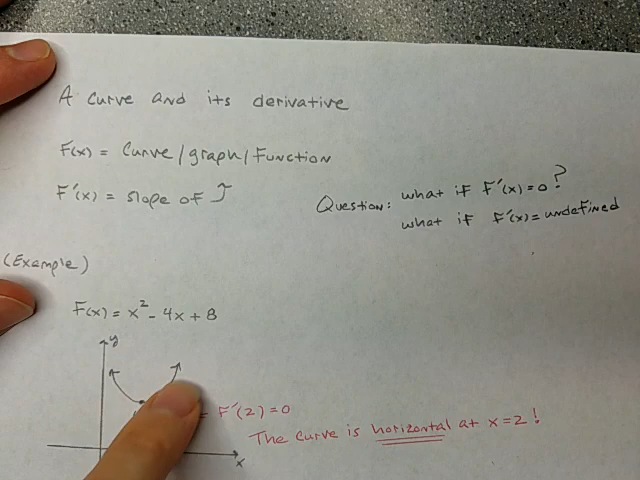 A curve and its derivative
F(x) = Curve / graph / Function
F'(x) = slope of ↑
Question: what if F'(x)=0?
what if F'(x)= undefined
(Example)
F(x) = x² - 4x + 8
y
= F'(2) = 0
The curve is horizontal at x=2!
x